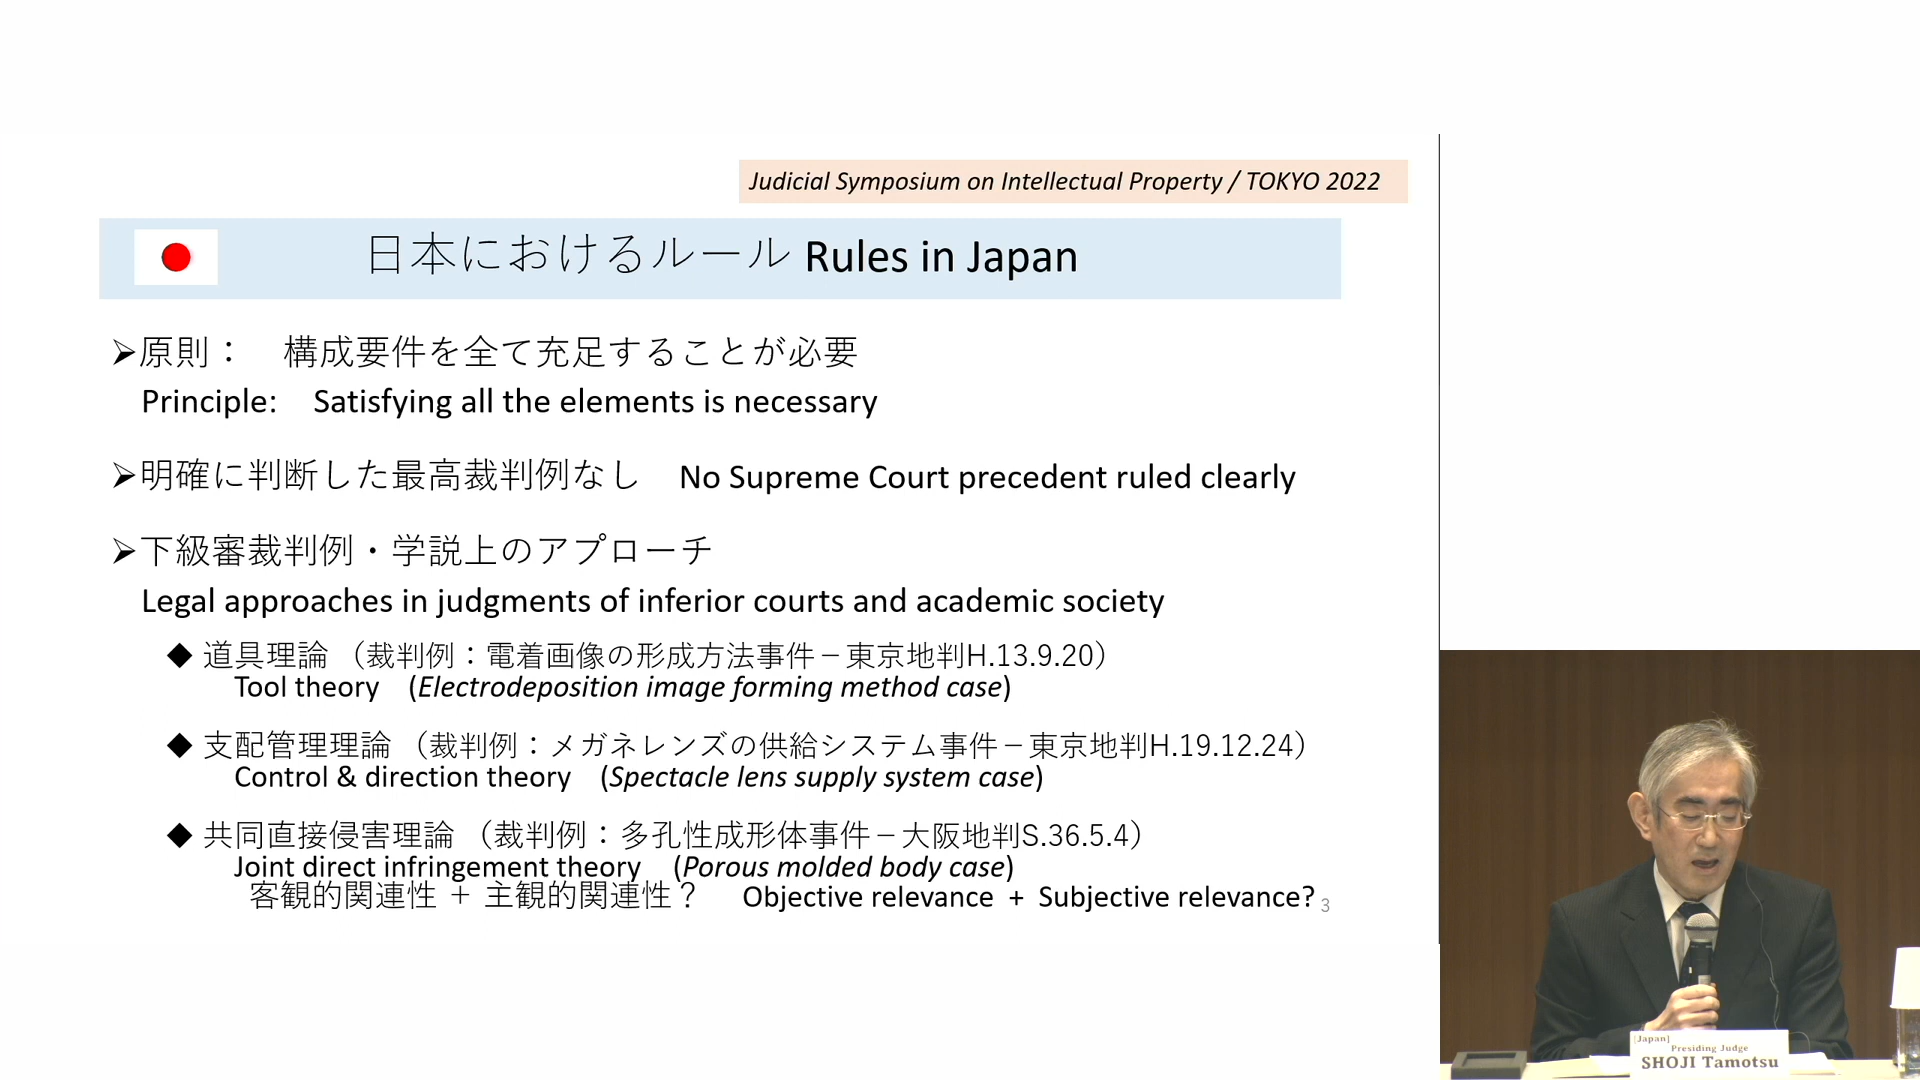 Judicial Symposium on Intellectual Property / TOKYO 2022
日本におけるルール Rules in Japan
➢原則：　構成要件を全て充足することが必要
Principle:　Satisfying all the elements is necessary
➢明確に判断した最高裁判例なし　No Supreme Court precedent ruled clearly
➢下級審裁判例・学説上のアプローチ
Legal approaches in judgments of inferior courts and academic society
◆ 道具理論 （裁判例：電着画像の形成方法事件－東京地判H.13.9.20）
Tool theory　(Electrodeposition image forming method case)
◆ 支配管理理論 （裁判例：メガネレンズの供給システム事件－東京地判H.19.12.24）
Control & direction theory　(Spectacle lens supply system case)
◆ 共同直接侵害理論 （裁判例：多孔性成形体事件－大阪地判S.36.5.4）
Joint direct infringement theory　(Porous molded body case)
客観的関連性 ＋ 主観的関連性？　Objective relevance + Subjective relevance?
3
[Japan]
Presiding Judge
SHOJI Tamotsu